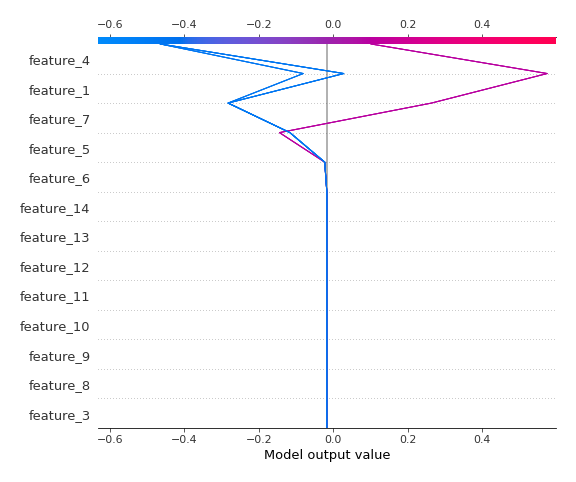 −0.6 −0.4 −0.2 0.0 0.2 0.4
feature_4
feature_1
feature_7
feature_5
feature_6
feature_14
feature_13
feature_12
feature_11
feature_10
feature_9
feature_8
feature_3
−0.6 −0.4 −0.2 0.0 0.2 0.4
Model output value